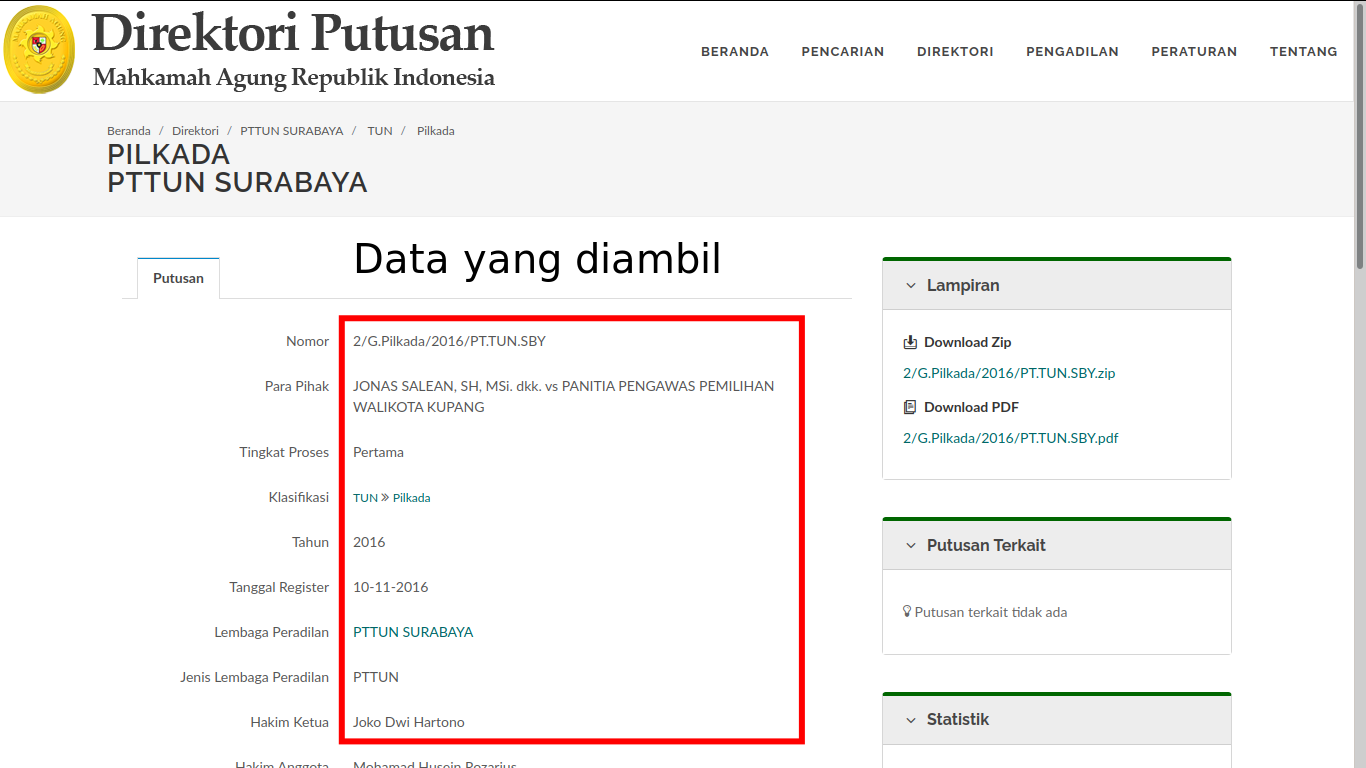 Direktori Putusan
Mahkamah Agung Republik Indonesia
BERANDA PENCARIAN DIREKTORI PENGADILAN PERATURAN TENTANG
Beranda / Direktori / PTTUN SURABAYA / TUN / Pilkada
PILKADA
PTTUN SURABAYA
Data yang diambil
Putusan
Nomor 2/G.Pilkada/2016/PT.TUN.SBY
Para Pihak JONAS SALEAN, SH, MSi. dkk. vs PANITIA PENGAWAS PEMILIHAN
WALIKOTA KUPANG
Tingkat Proses Pertama
Klasifikasi TUN » Pilkada
Tahun 2016
Tanggal Register 10-11-2016
Lembaga Peradilan PTTUN SURABAYA
Jenis Lembaga Peradilan PTTUN
Hakim Ketua Joko Dwi Hartono
Hakim Anggota Mohamad Husein Rozarius
Lampiran
Download Zip
2/G.Pilkada/2016/PT.TUN.SBY.zip
Download PDF
2/G.Pilkada/2016/PT.TUN.SBY.pdf
Putusan Terkait
Putusan terkait tidak ada
Statistik